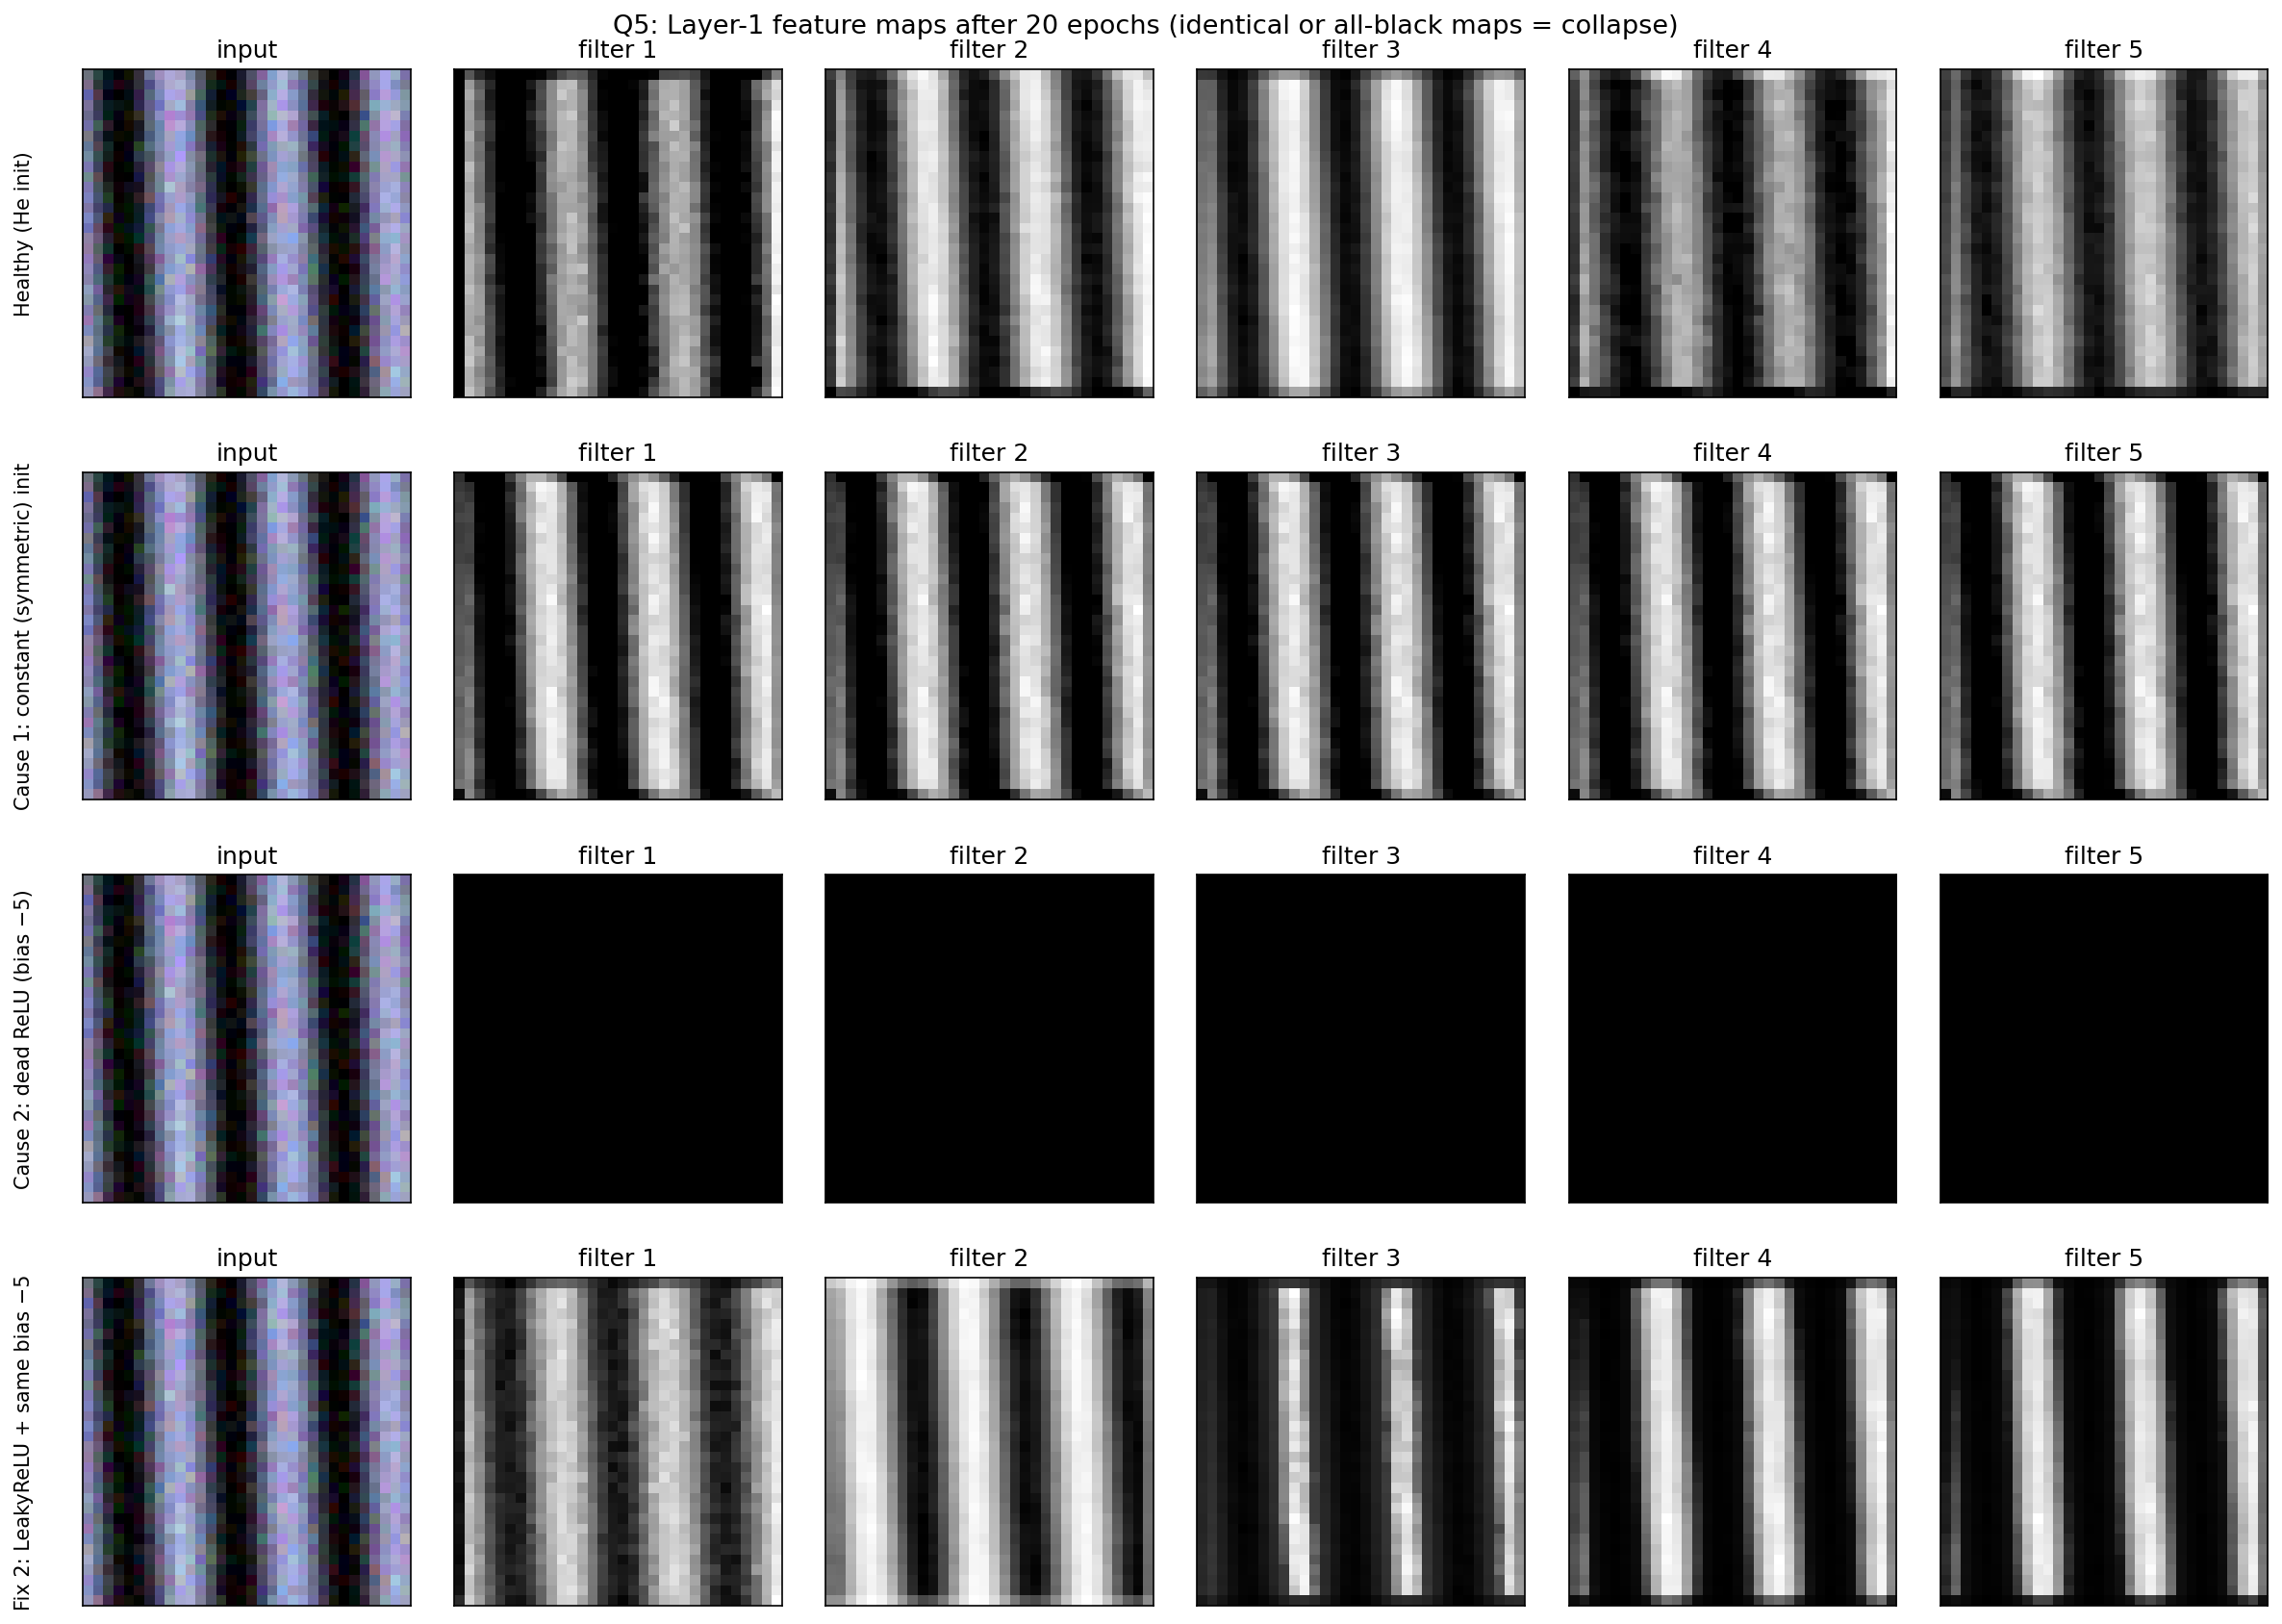 Q5: Layer-1 feature maps after 20 epochs (identical or all-black maps = collapse)
input filter 1 filter 2 filter 3 filter 4 filter 5
Healthy (He init)
input filter 1 filter 2 filter 3 filter 4 filter 5
Cause 1: constant (symmetric) init
input filter 1 filter 2 filter 3 filter 4 filter 5
Cause 2: dead ReLU (bias −5)
input filter 1 filter 2 filter 3 filter 4 filter 5
Fix 2: LeakyReLU + same bias −5